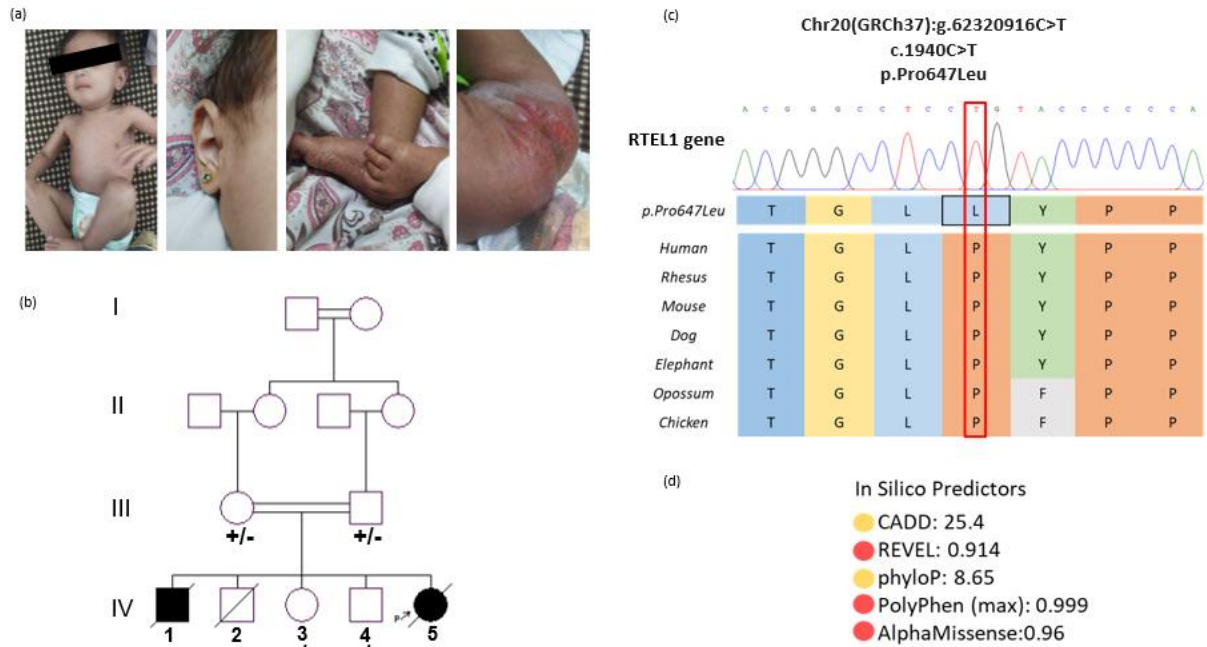 (a)
(b)
I
II
III
+/- +/-
IV
P
1 2 3 4 5
(c)
Chr20(GRCh37):g.62320916C>T
c.1940C>T
p.Pro647Leu
A C G G G C C T C C T G T A C C C C C A
RTEL1 gene
p.Pro647Leu T G L L Y P P
Human T G L P Y P P
Rhesus T G L P Y P P
Mouse T G L P Y P P
Dog T G L P Y P P
Elephant T G L P Y P P
Opossum T G L P F P P
Chicken T G L P F P P
(d)
In Silico Predictors
CADD: 25.4
REVEL: 0.914
phyloP: 8.65
PolyPhen (max): 0.999
AlphaMissense:0.96